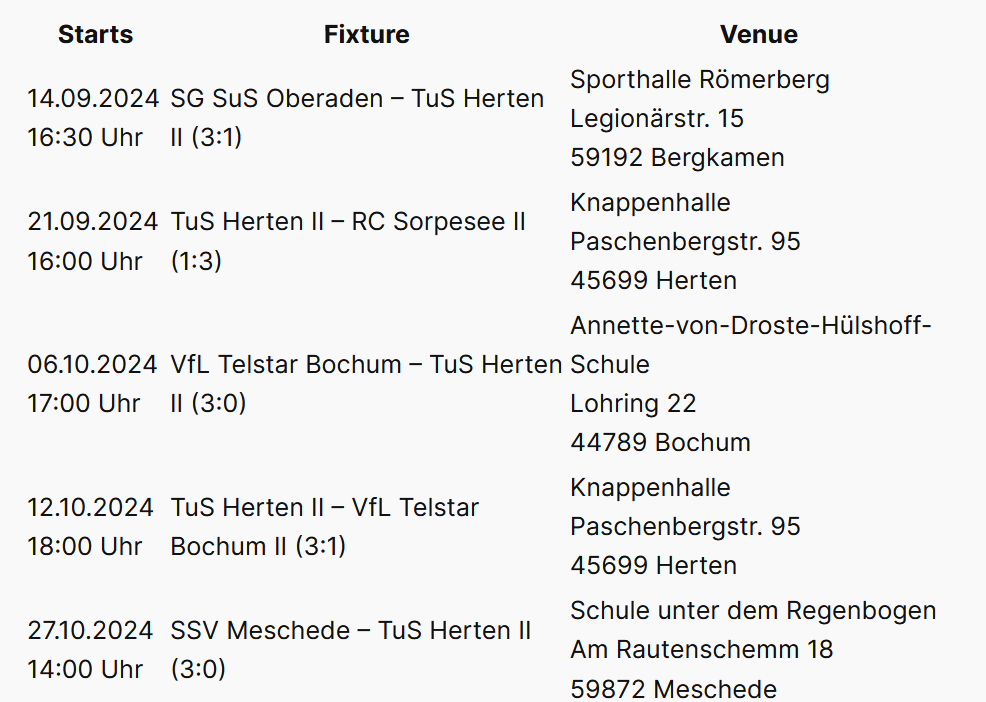 Starts Fixture Venue
14.09.2024
16:30 Uhr
SG SuS Oberaden – TuS Herten
II (3:1)
Sporthalle Römerberg
Legionärstr. 15
59192 Bergkamen
21.09.2024
16:00 Uhr
TuS Herten II – RC Sorpesee II
(1:3)
Knappenhalle
Paschenbergstr. 95
45699 Herten
06.10.2024
17:00 Uhr
VfL Telstar Bochum – TuS Herten
II (3:0)
Annette-von-Droste-Hülshoff-
Schule
Lohring 22
44789 Bochum
12.10.2024
18:00 Uhr
TuS Herten II – VfL Telstar
Bochum II (3:1)
Knappenhalle
Paschenbergstr. 95
45699 Herten
27.10.2024
14:00 Uhr
SSV Meschede – TuS Herten II
(3:0)
Schule unter dem Regenbogen
Am Rautenschemm 18
59872 Meschede